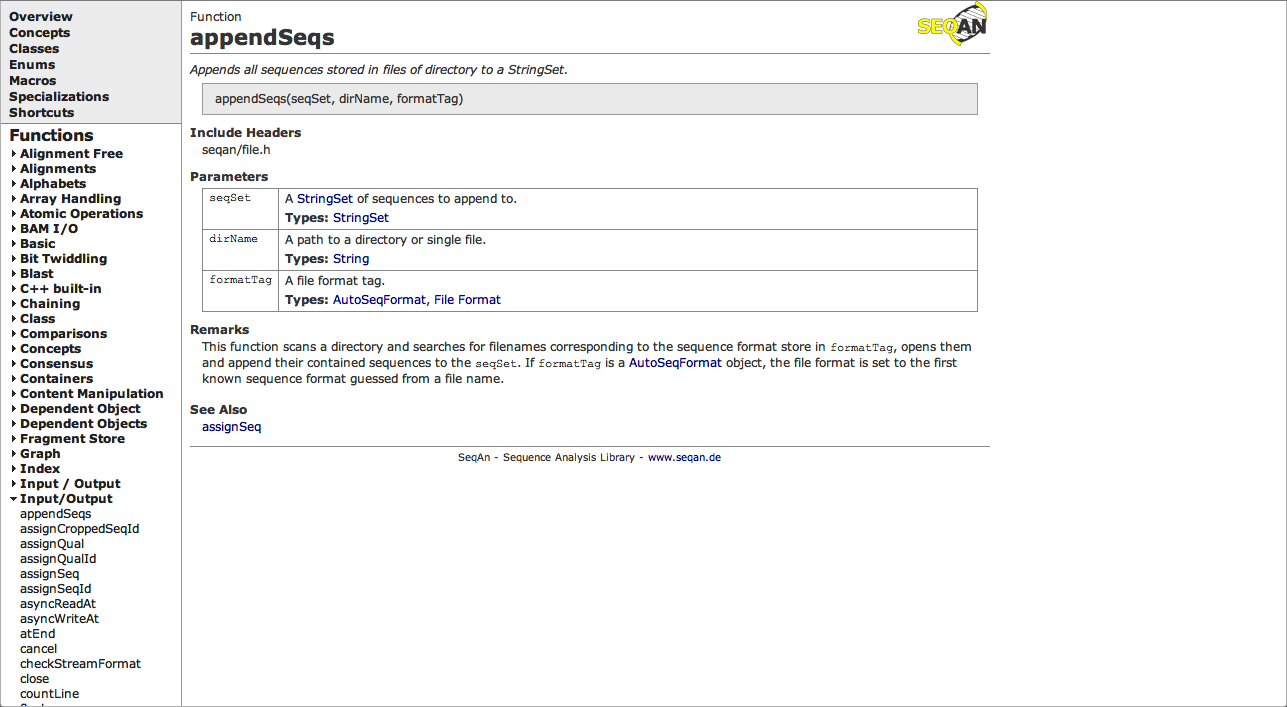 Overview
Concepts
Classes
Enums
Macros
Specializations
Shortcuts
Functions
Alignment Free
Alignments
Alphabets
Array Handling
Atomic Operations
BAM I/O
Basic
Bit Twiddling
Blast
C++ built-in
Chaining
Class
Comparisons
Concepts
Consensus
Containers
Content Manipulation
Dependent Object
Dependent Objects
Fragment Store
Graph
Index
Input / Output
Input/Output
appendSeqs
assignCroppedSeqId
assignQual
assignQualId
assignSeq
assignSeqId
asyncReadAt
asyncWriteAt
atEnd
cancel
checkStreamFormat
close
countLine
Function
SEQAN
appendSeqs
Appends all sequences stored in files of directory to a StringSet.
appendSeqs(seqSet, dirName, formatTag)
Include Headers
seqan/file.h
Parameters
seqSet A StringSet of sequences to append to.
Types: StringSet
dirName A path to a directory or single file.
Types: String
formatTag A file format tag.
Types: AutoSeqFormat, File Format
Remarks
This function scans a directory and searches for filenames corresponding to the sequence format store in formatTag, opens them
and append their contained sequences to the seqSet. If formatTag is a AutoSeqFormat object, the file format is set to the first
known sequence format guessed from a file name.
See Also
assignSeq
SeqAn - Sequence Analysis Library - www.seqan.de